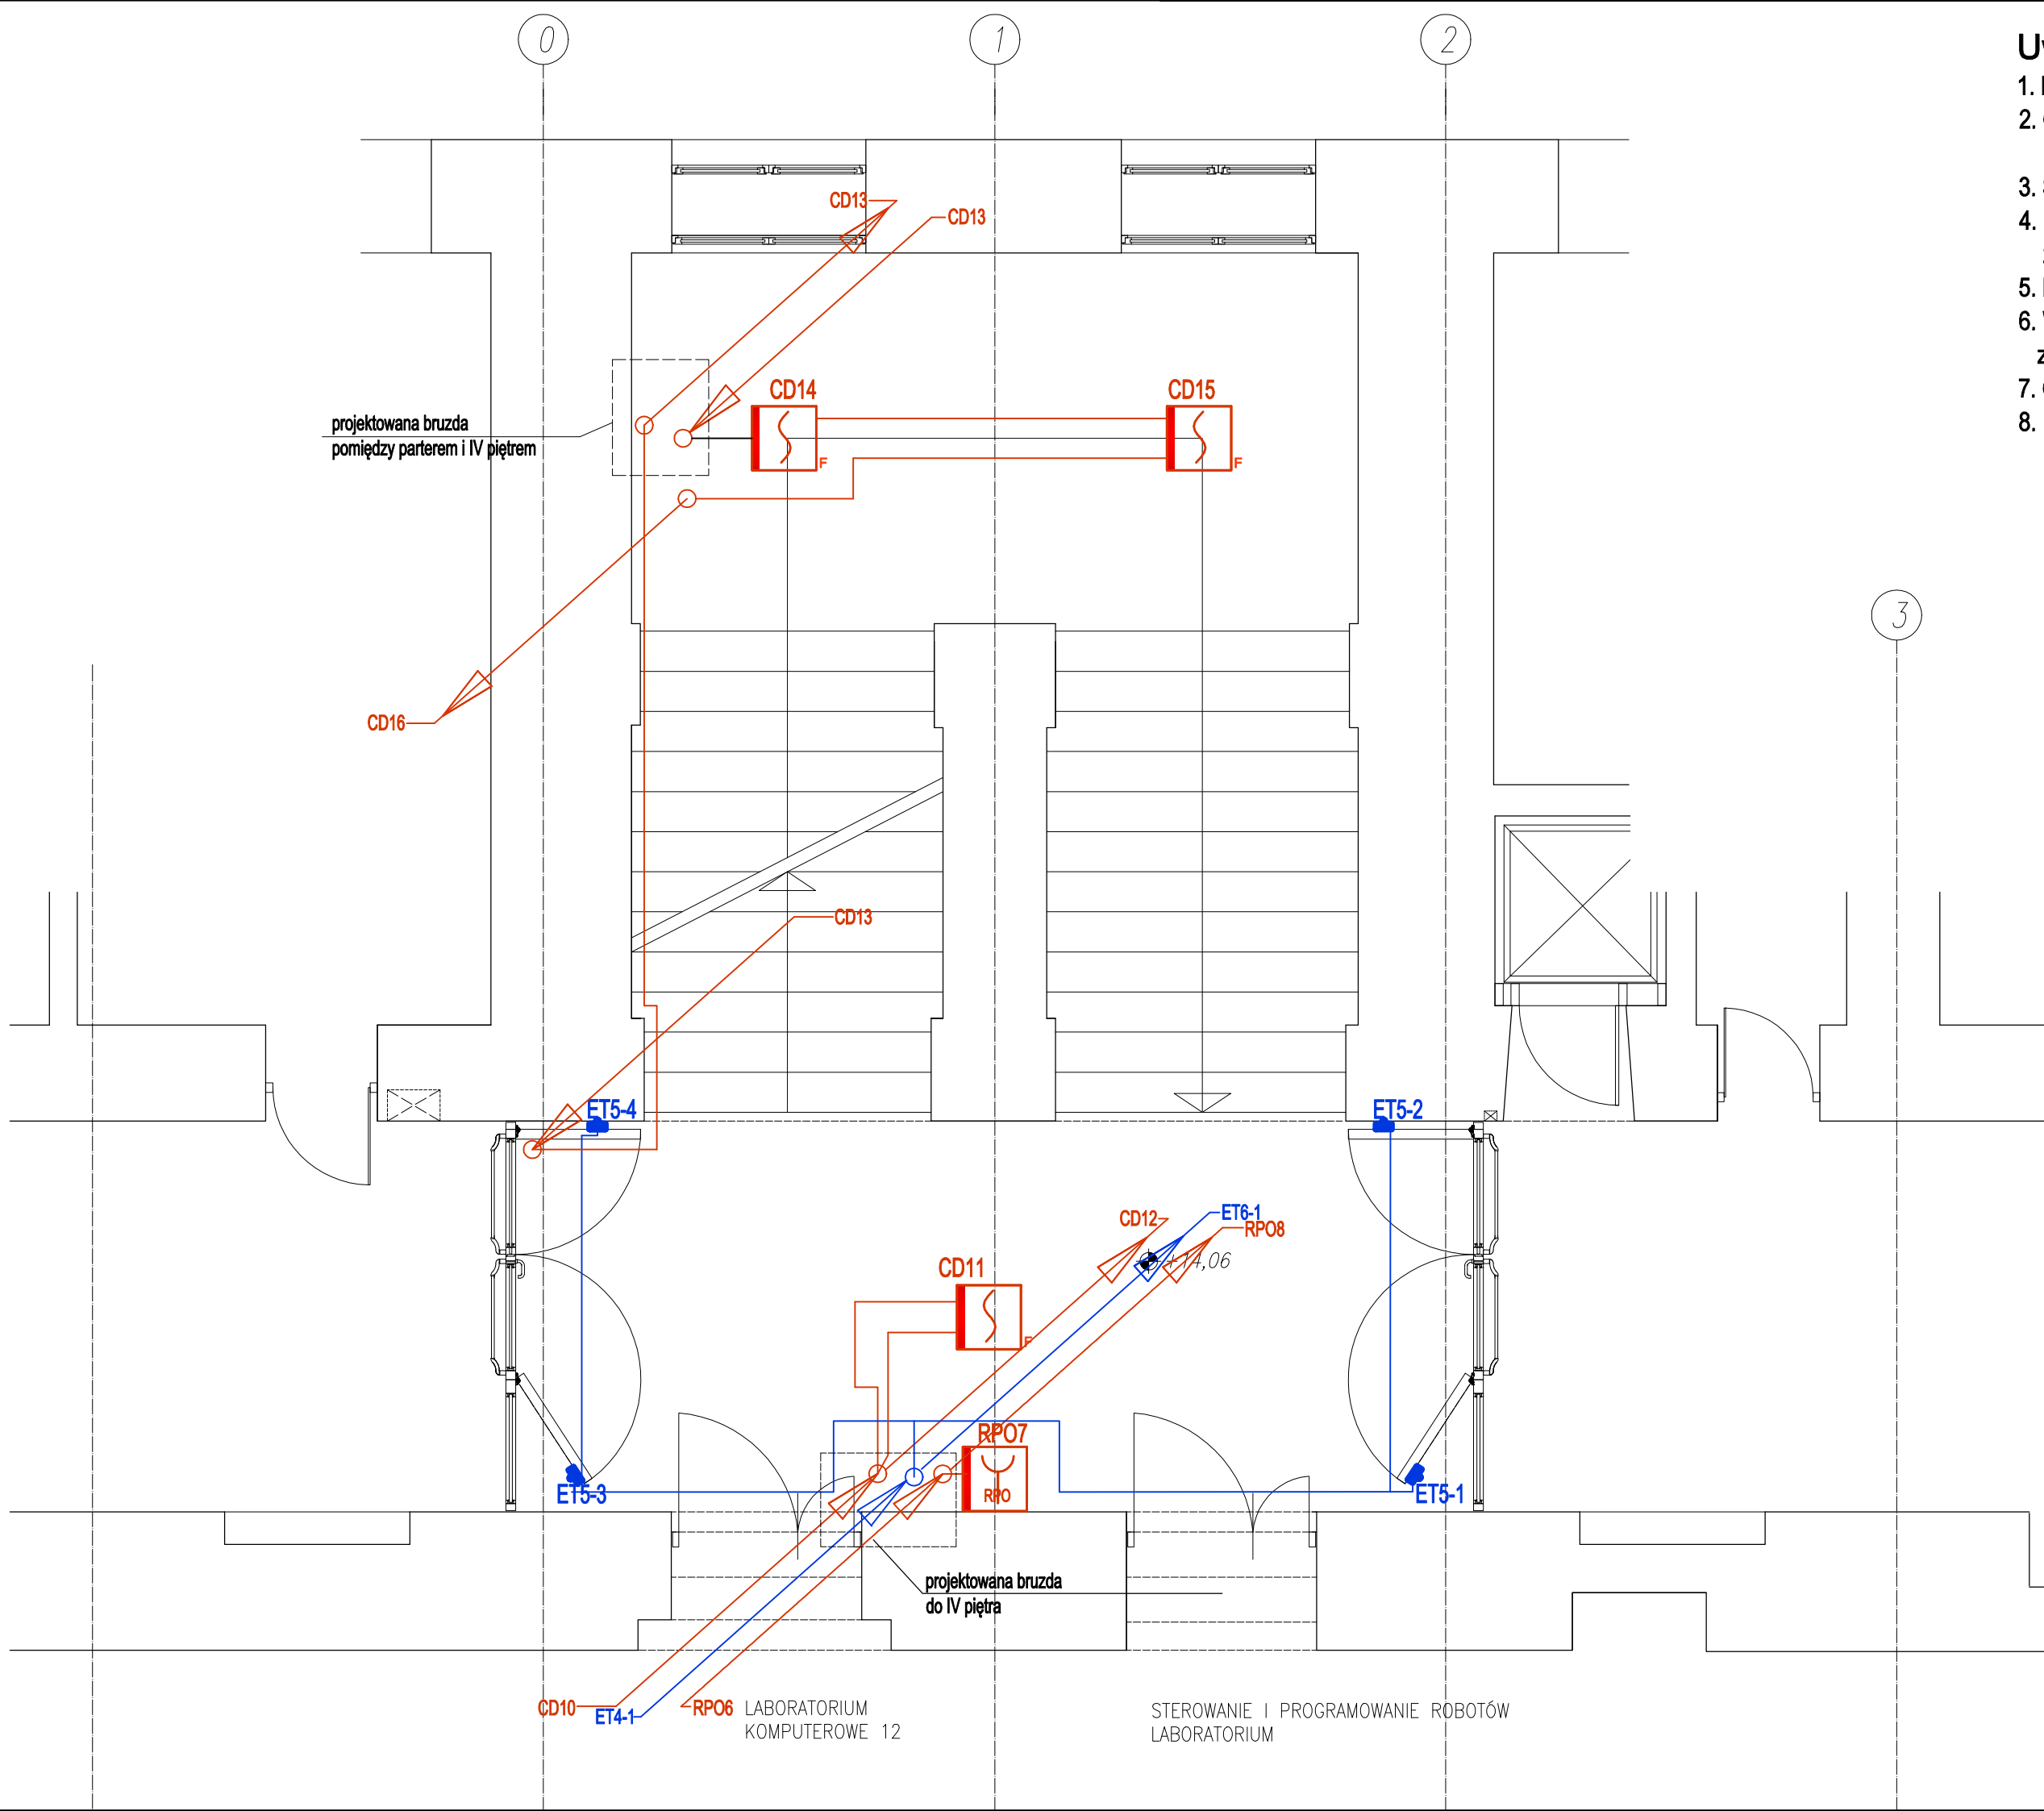 0
1
2
1.
2.
3.
4.
5.
6.
7.
8.
CD13
CD13
CD14
CD15
F
F
projektowana bruzda
pomiędzy parterem i IV piętrem
3
CD16
CD13
ET5-4
ET5-2
CD12
ET6-1
RPO8
+14,06
CD11
F
RPO7
RPO
ET5-3
ET5-1
projektowana bruzda
do IV piętra
CD10
ET4-1
RPO6
LABORATORIUM
KOMPUTEROWE 12
STEROWANIE I PROGRAMOWANIE ROBOTÓW
LABORATORIUM